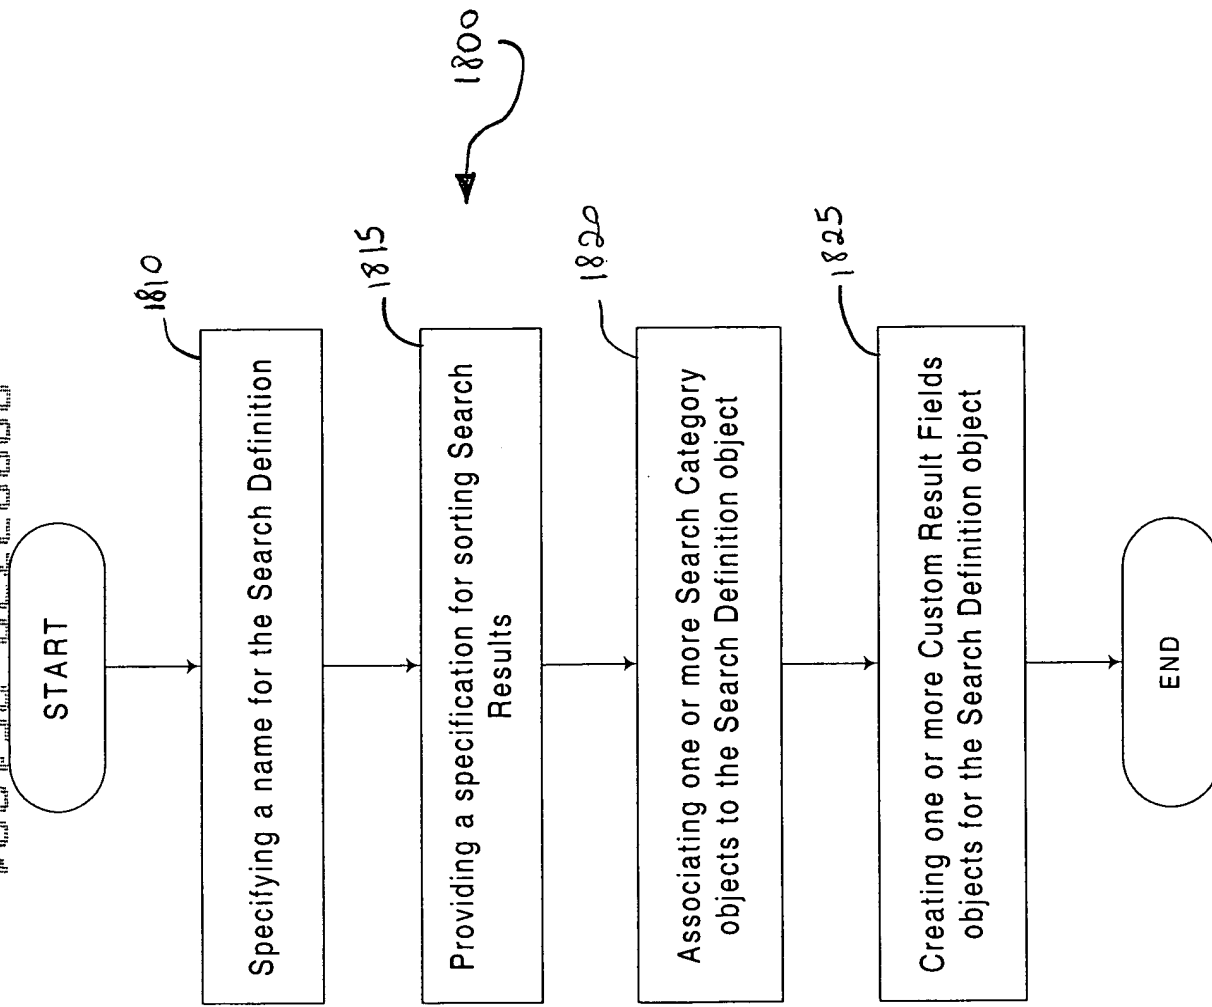 START
1810
Specifying a name for the Search Definition
1815
Providing a specification for sorting Search
Results
1800
1820
Associating one or more Search Category
objects to the Search Definition object
1825
Creating one or more Custom Result Fields
objects for the Search Definition object
END